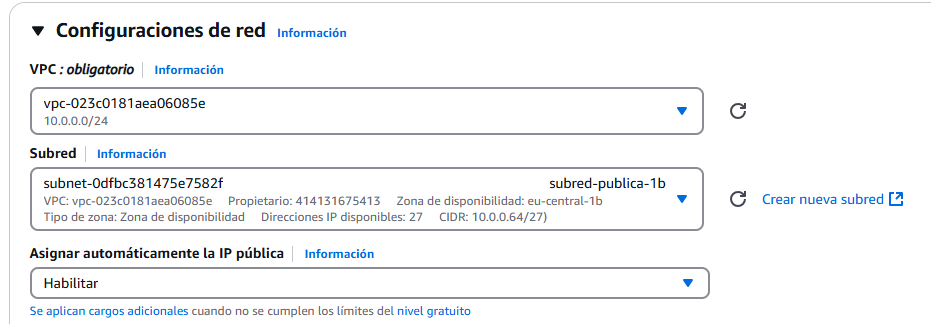 Configuraciones de red Información
VPC : obligatorio Información
vpc-023c0181aea06085e
10.0.0.0/24
Subred Información
subnet-0dfbc381475e7582f subred-publica-1b
VPC: vpc-023c0181aea06085e Propietario: 414131675413 Zona de disponibilidad: eu-central-1b
Tipo de zona: Zona de disponibilidad Direcciones IP disponibles: 27 CIDR: 10.0.0.64/27)
Crear nueva subred
Asignar automáticamente la IP pública Información
Habilitar
Se aplican cargos adicionales cuando no se cumplen los límites del nivel gratuito